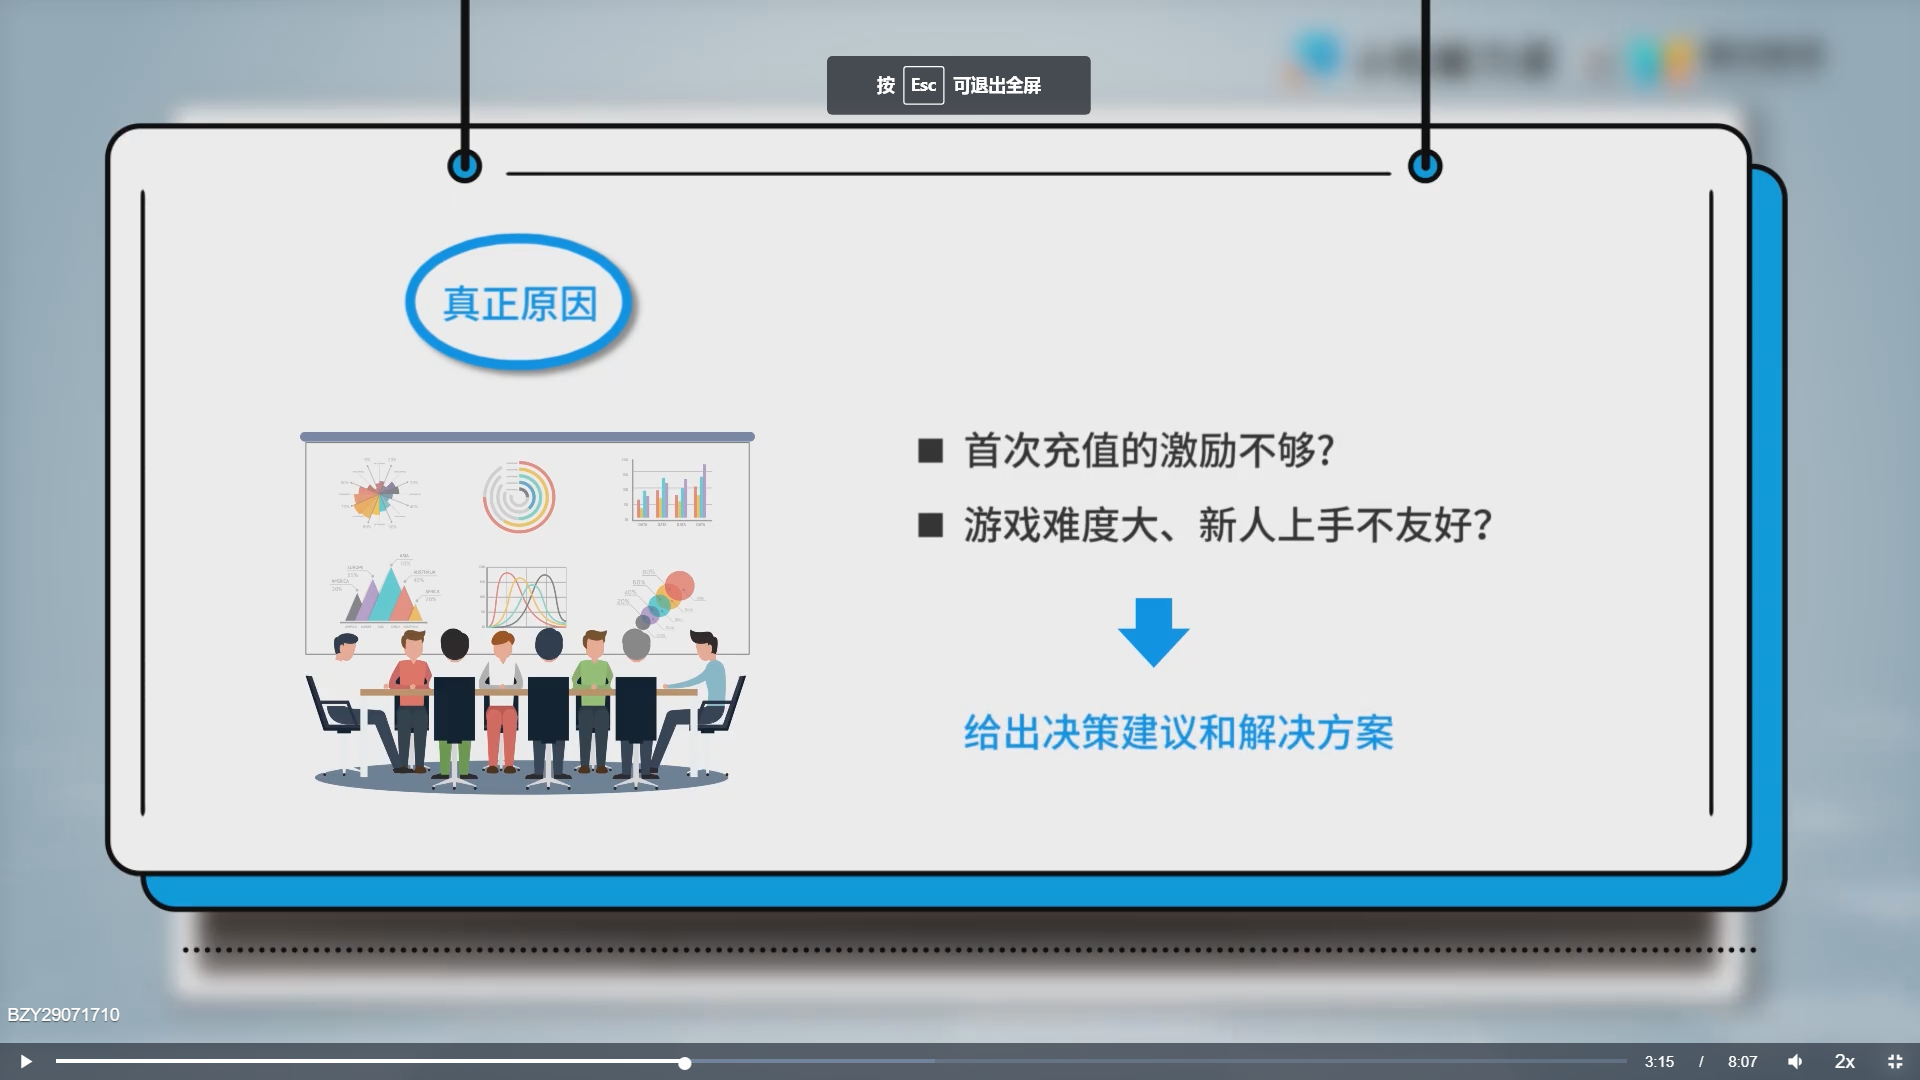 按 Esc 可退出全屏
真正原因
■ 首次充值的激励不够?
■ 游戏难度大、新人上手不友好?
给出决策建议和解决方案
BZY29071710
3:15 / 8:07 2x